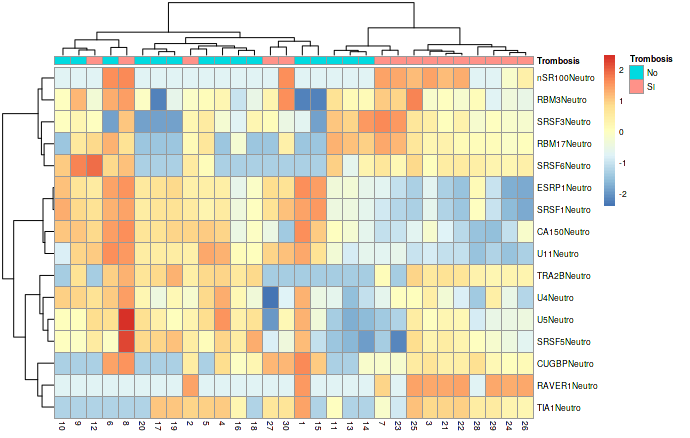 Trombosis
nSR100Neutro
RBM3Neutro
SRSF3Neutro
RBM17Neutro
SRSF6Neutro
ESRP1Neutro
SRSF1Neutro
CA150Neutro
U11Neutro
TRA2BNeutro
U4Neutro
U5Neutro
SRSF5Neutro
CUGBPNeutro
RAVER1Neutro
TIA1Neutro
10 9 12 6 8 20 17 19 2 5 4 16 18 27 30 1 15 11 13 14 7 23 25 3 21 22 28 29 24 26
2
1
0
-1
-2
Trombosis
No
SI